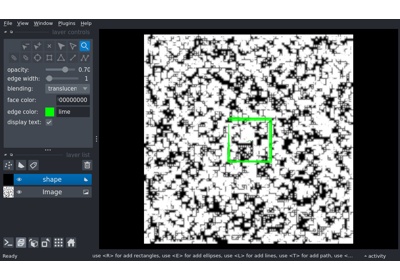 File View Window Plugins Help
layer controls
opacity: 0.70
edge width: 1
blending: translucen
face color: 00000000
edge color: lime
display text:
layer list
shape
Image
Ready
use <R> for add rectangles, use <E> for add ellipses, use <L> for add lines, use <T> for add path, use <...
activity